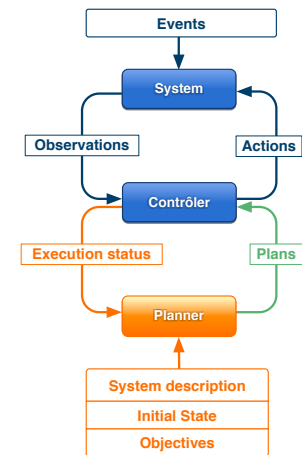 Events
System
Observations
Actions
Contrôler
Execution status
Plans
Planner
System description
Initial State
Objectives